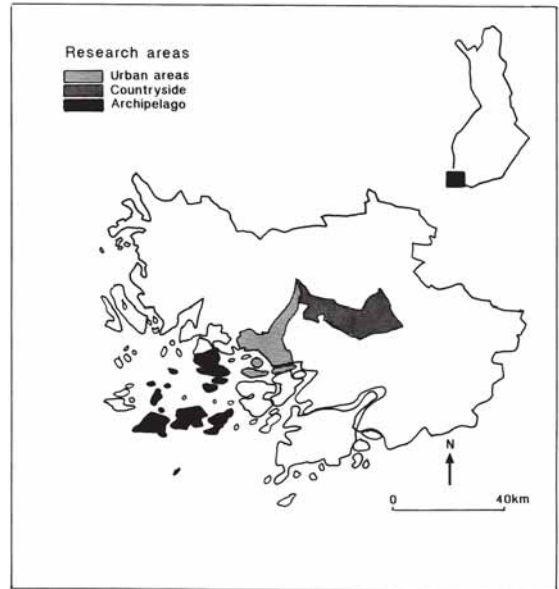 Research areas
Urban areas
Countryside
Archipelago
N
0 40km